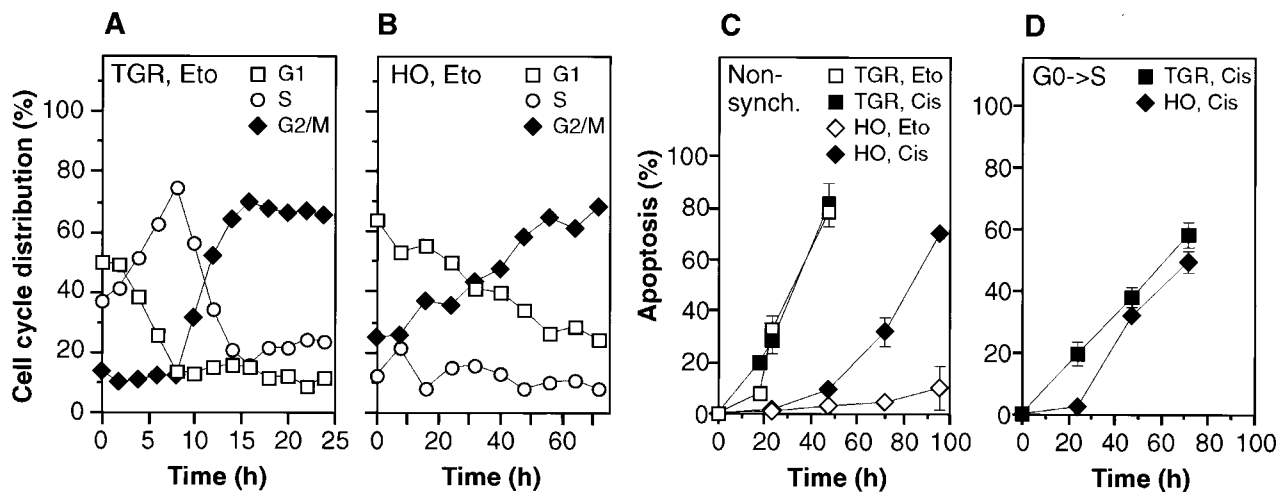 A
TGR, Eto
G1
S
G2/M
Cell cycle distribution (%)
100
80
60
40
20
0
0 5 10 15 20 25
Time (h)
B
HO, Eto
G1
S
G2/M
0 20 40 60
Time (h)
C
Non-
synch.
TGR, Eto
TGR, Cis
HO, Eto
HO, Cis
Apoptosis (%)
100
80
60
40
20
0
0 20 40 60 80 100
Time (h)
D
G0->S
TGR, Cis
HO, Cis
100
80
60
40
20
0
0 20 40 60 80 100
Time (h)